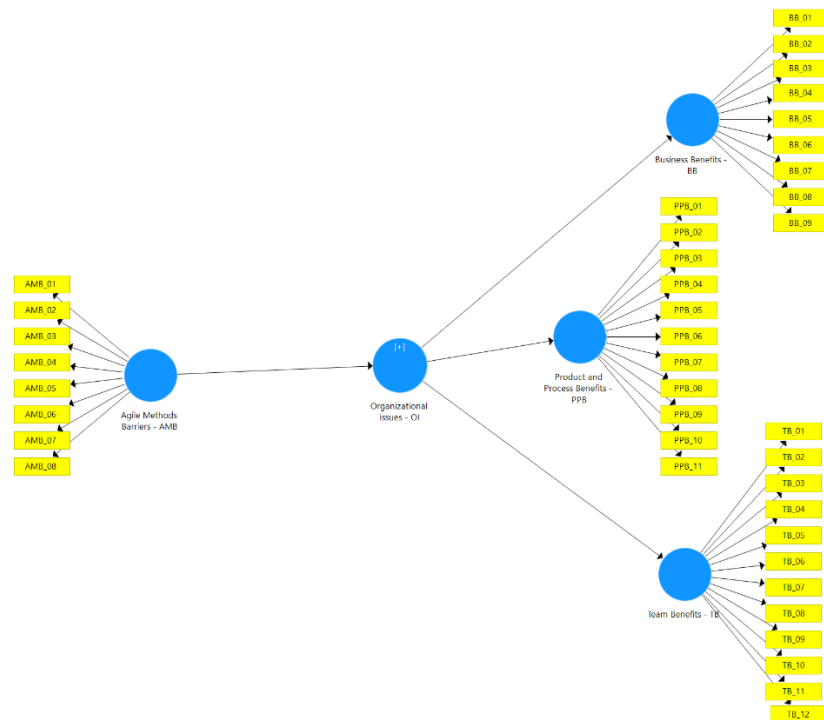 BB_01
BB_02
BB_03
BB_04
BB_05
BB_06
BB_07
BB_08
BB_09
Business Benefits -
BB
PPB_01
PPB_02
PPB_03
PPB_04
PPB_05
PPB_06
PPB_07
PPB_08
PPB_09
PPB_10
PPB_11
Product and
Process Benefits -
PPB
AMB_01
AMB_02
AMB_03
AMB_04
AMB_05
AMB_06
AMB_07
AMB_08
Agile Methods
Barriers - AMB
[+]
Organizational
issues - OI
TB_01
TB_02
TB_03
TB_04
TB_05
TB_06
TB_07
TB_08
TB_09
TB_10
TB_11
TB_12
Team Benefits - TB